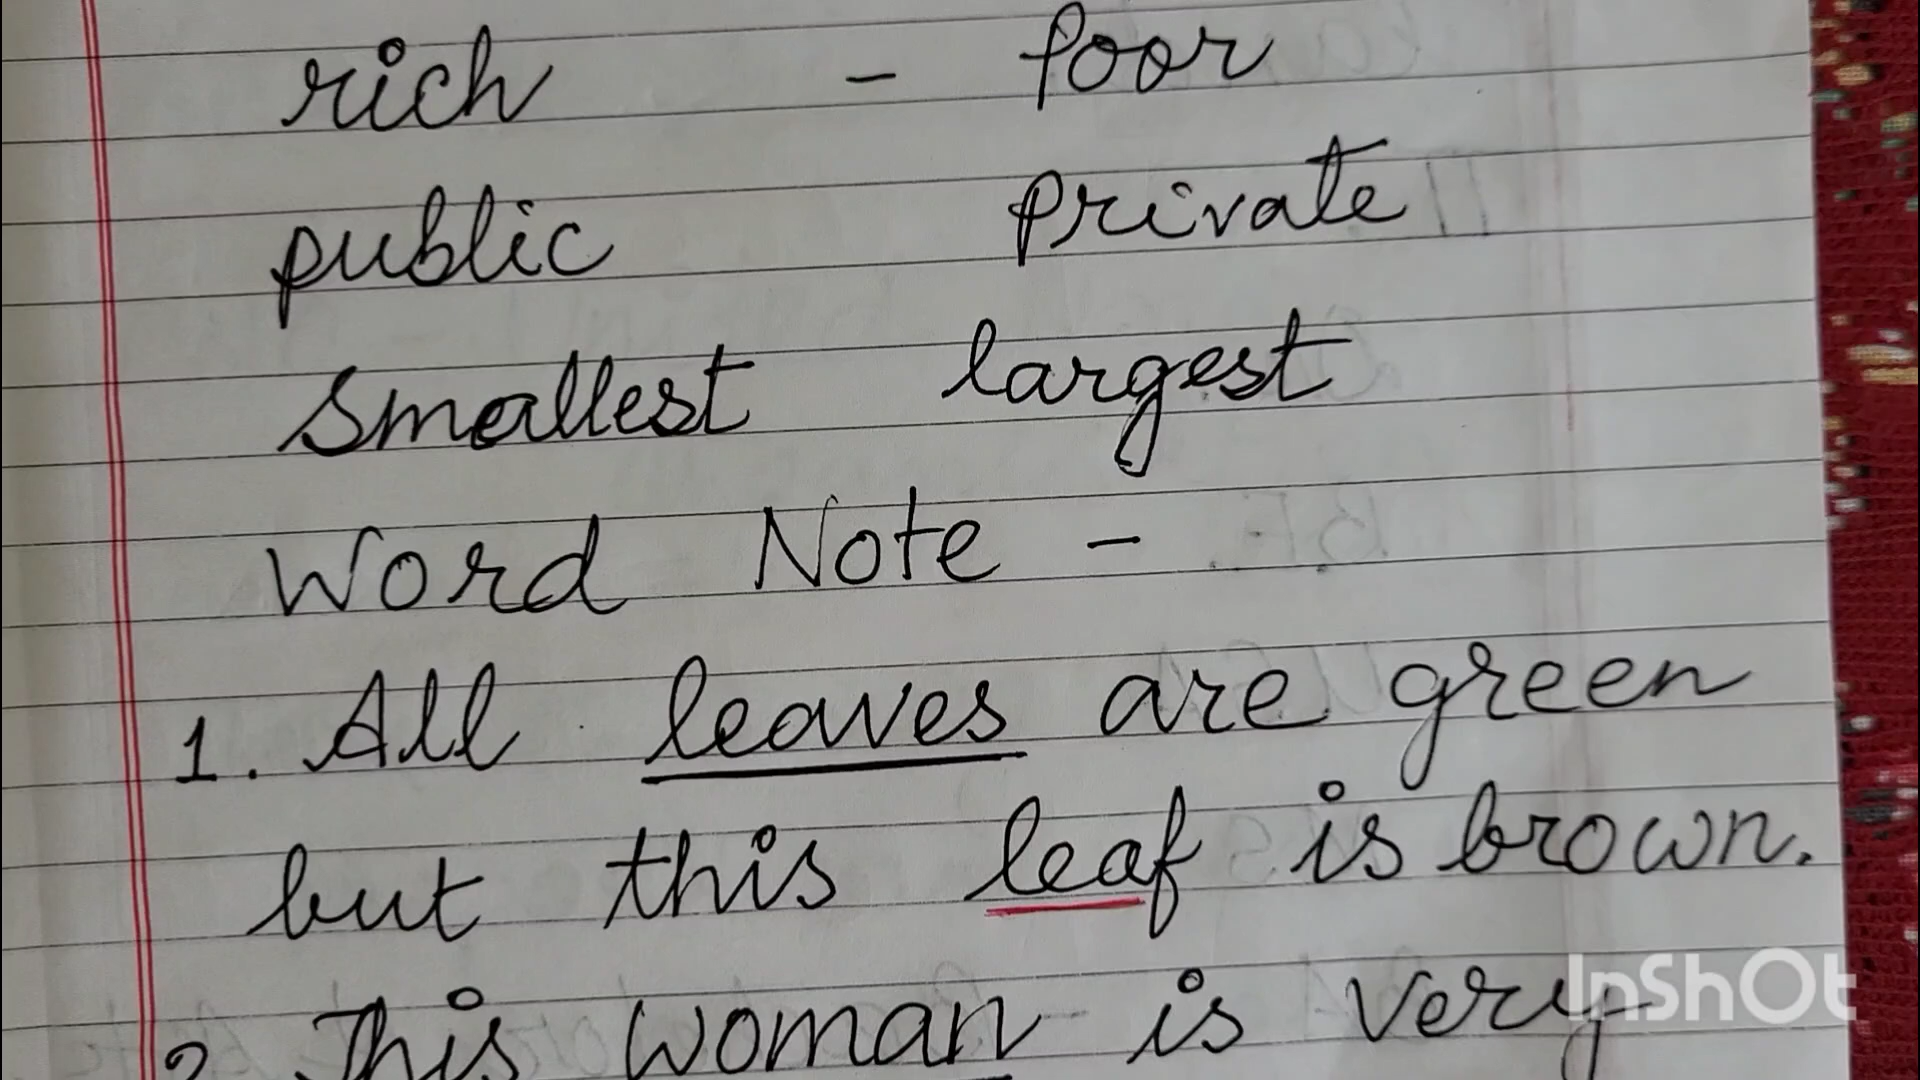 rich - poor
public private
smallest largest
Word Note -
1. All leaves are green
but this leaf is brown.
2. This woman is very
InShOt